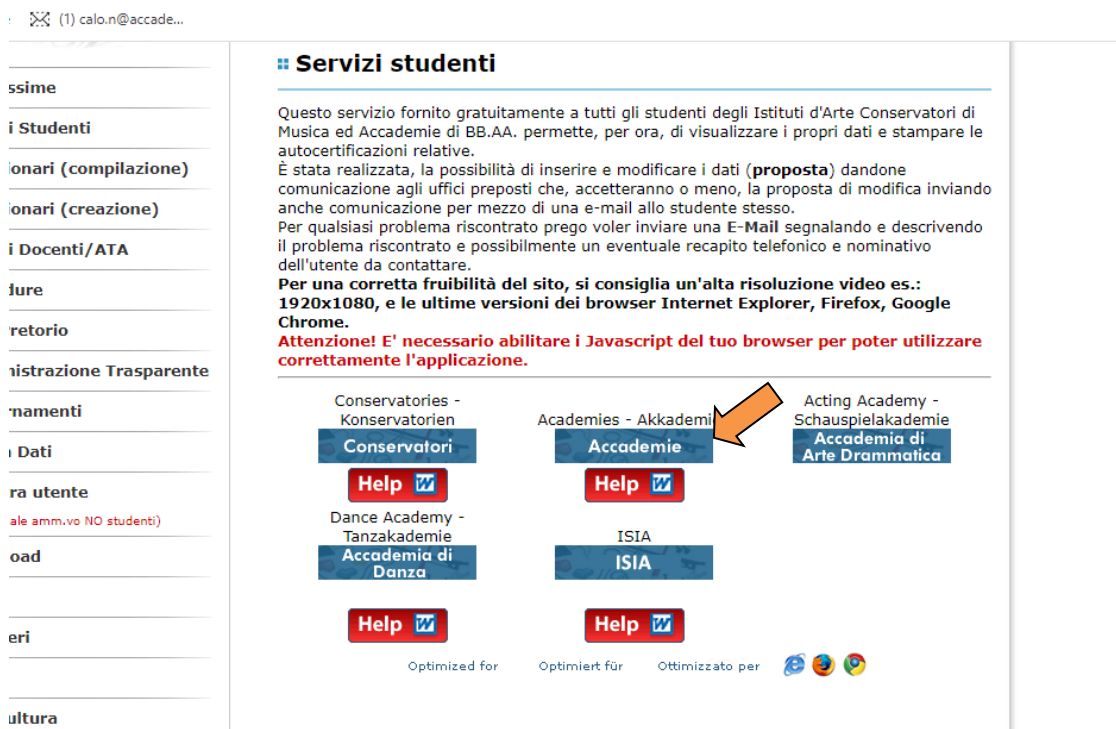 (1) calo.n@accade...
ssime
i Studenti
ionari (compilazione)
ionari (creazione)
i Docenti/ATA
dure
retorio
nistrazione Trasparente
rnamenti
Dati
ra utente
ale amm.vo NO studenti)
oad
eri
ultura
Servizi studenti
Questo servizio fornito gratuitamente a tutti gli studenti degli Istituti d'Arte Conservatori di
Musica ed Accademie di BB.AA. permette, per ora, di visualizzare i propri dati e stampare le
autocertificazioni relative.
È stata realizzata, la possibilità di inserire e modificare i dati (proposta) dandone
comunicazione agli uffici preposti che, accetteranno o meno, la proposta di modifica inviando
anche comunicazione per mezzo di una e-mail allo studente stesso.
Per qualsiasi problema riscontrato prego voler inviare una E-Mail segnalando e descrivendo
il problema riscontrato e possibilmente un eventuale recapito telefonico e nominativo
dell'utente da contattare.
Per una corretta fruibilità del sito, si consiglia un'alta risoluzione video es.:
1920x1080, e le ultime versioni dei browser Internet Explorer, Firefox, Google
Chrome.
Attenzione! E' necessario abilitare i Javascript del tuo browser per poter utilizzare
correttamente l'applicazione.
Conservatories -
Konservatorien
Conservatori
Help
Academies - Akkademi
Accademie
Help
Acting Academy -
Schauspielakademie
Accademia di
Arte Drammatica
Dance Academy -
Tanzakademie
Accademia di
Danza
Help
ISIA
ISIA
Help
Optimized for Optimiert für Ottimizzato per